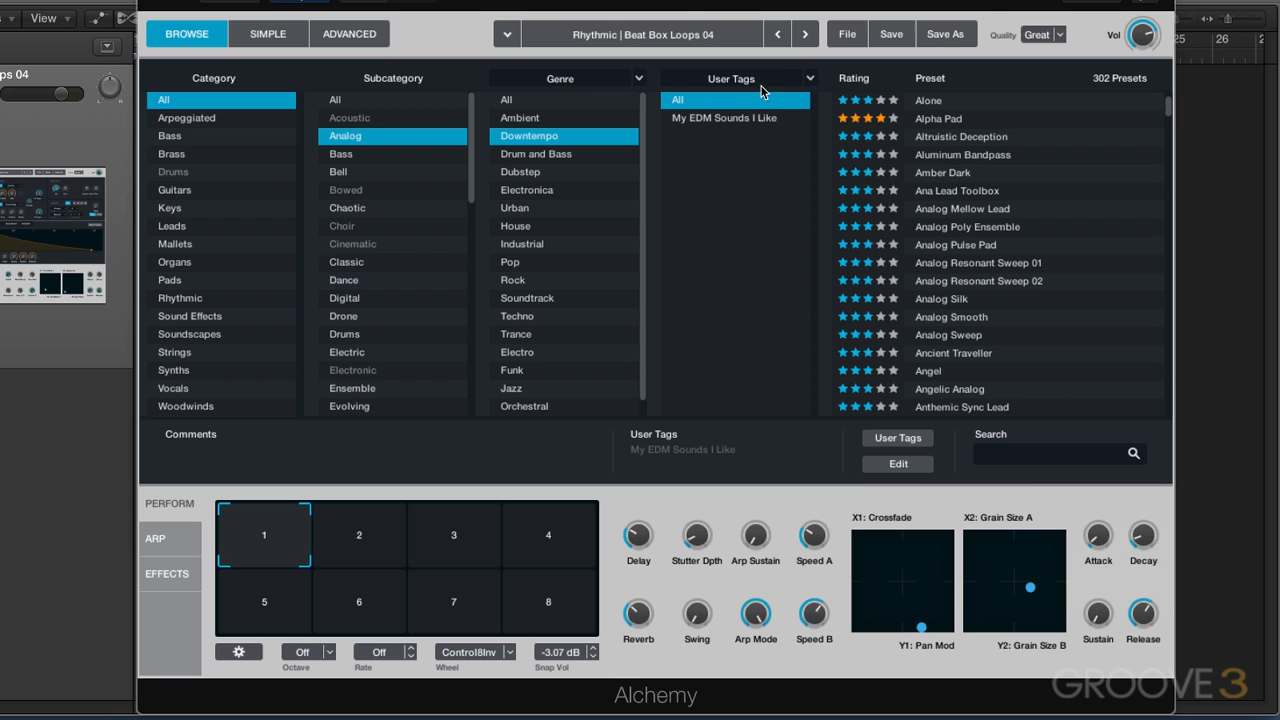 View
25
26
2
ps 04
L R
BROWSE
SIMPLE
ADVANCED
Rhythmic | Beat Box Loops 04
File
Save
Save As
Quality
Great
Vol
Category
All
Arpeggiated
Bass
Brass
Drums
Guitars
Keys
Leads
Mallets
Organs
Pads
Rhythmic
Sound Effects
Soundscapes
Strings
Synths
Vocals
Woodwinds
Subcategory
All
Acoustic
Analog
Bass
Bell
Bowed
Chaotic
Choir
Cinematic
Classic
Dance
Digital
Drone
Drums
Electric
Electronic
Ensemble
Evolving
Genre
All
Ambient
Downtempo
Drum and Bass
Dubstep
Electronica
Urban
House
Industrial
Pop
Rock
Soundtrack
Techno
Trance
Electro
Funk
Jazz
Orchestral
User Tags
All
My EDM Sounds I Like
Rating
Preset
302 Presets
Alone
Alpha Pad
Altruistic Deception
Aluminum Bandpass
Amber Dark
Ana Lead Toolbox
Analog Mellow Lead
Analog Poly Ensemble
Analog Pulse Pad
Analog Resonant Sweep 01
Analog Resonant Sweep 02
Analog Silk
Analog Smooth
Analog Sweep
Ancient Traveller
Angel
Angelic Analog
Anthemic Sync Lead
Comments
User Tags
My EDM Sounds I Like
User Tags
Edit
Search
PERFORM
ARP
EFFECTS
1
2
3
4
5
6
7
8
Off
Octave
Off
Rate
Control8Inv
Wheel
-3.07 dB
Snap Vol
Delay
Stutter Dpth
Arp Sustain
Speed A
Reverb
Swing
Arp Mode
Speed B
X1: Crossfade
Y1: Pan Mod
X2: Grain Size A
Y2: Grain Size B
Attack
Decay
Sustain
Release
Alchemy
GROOVE 3